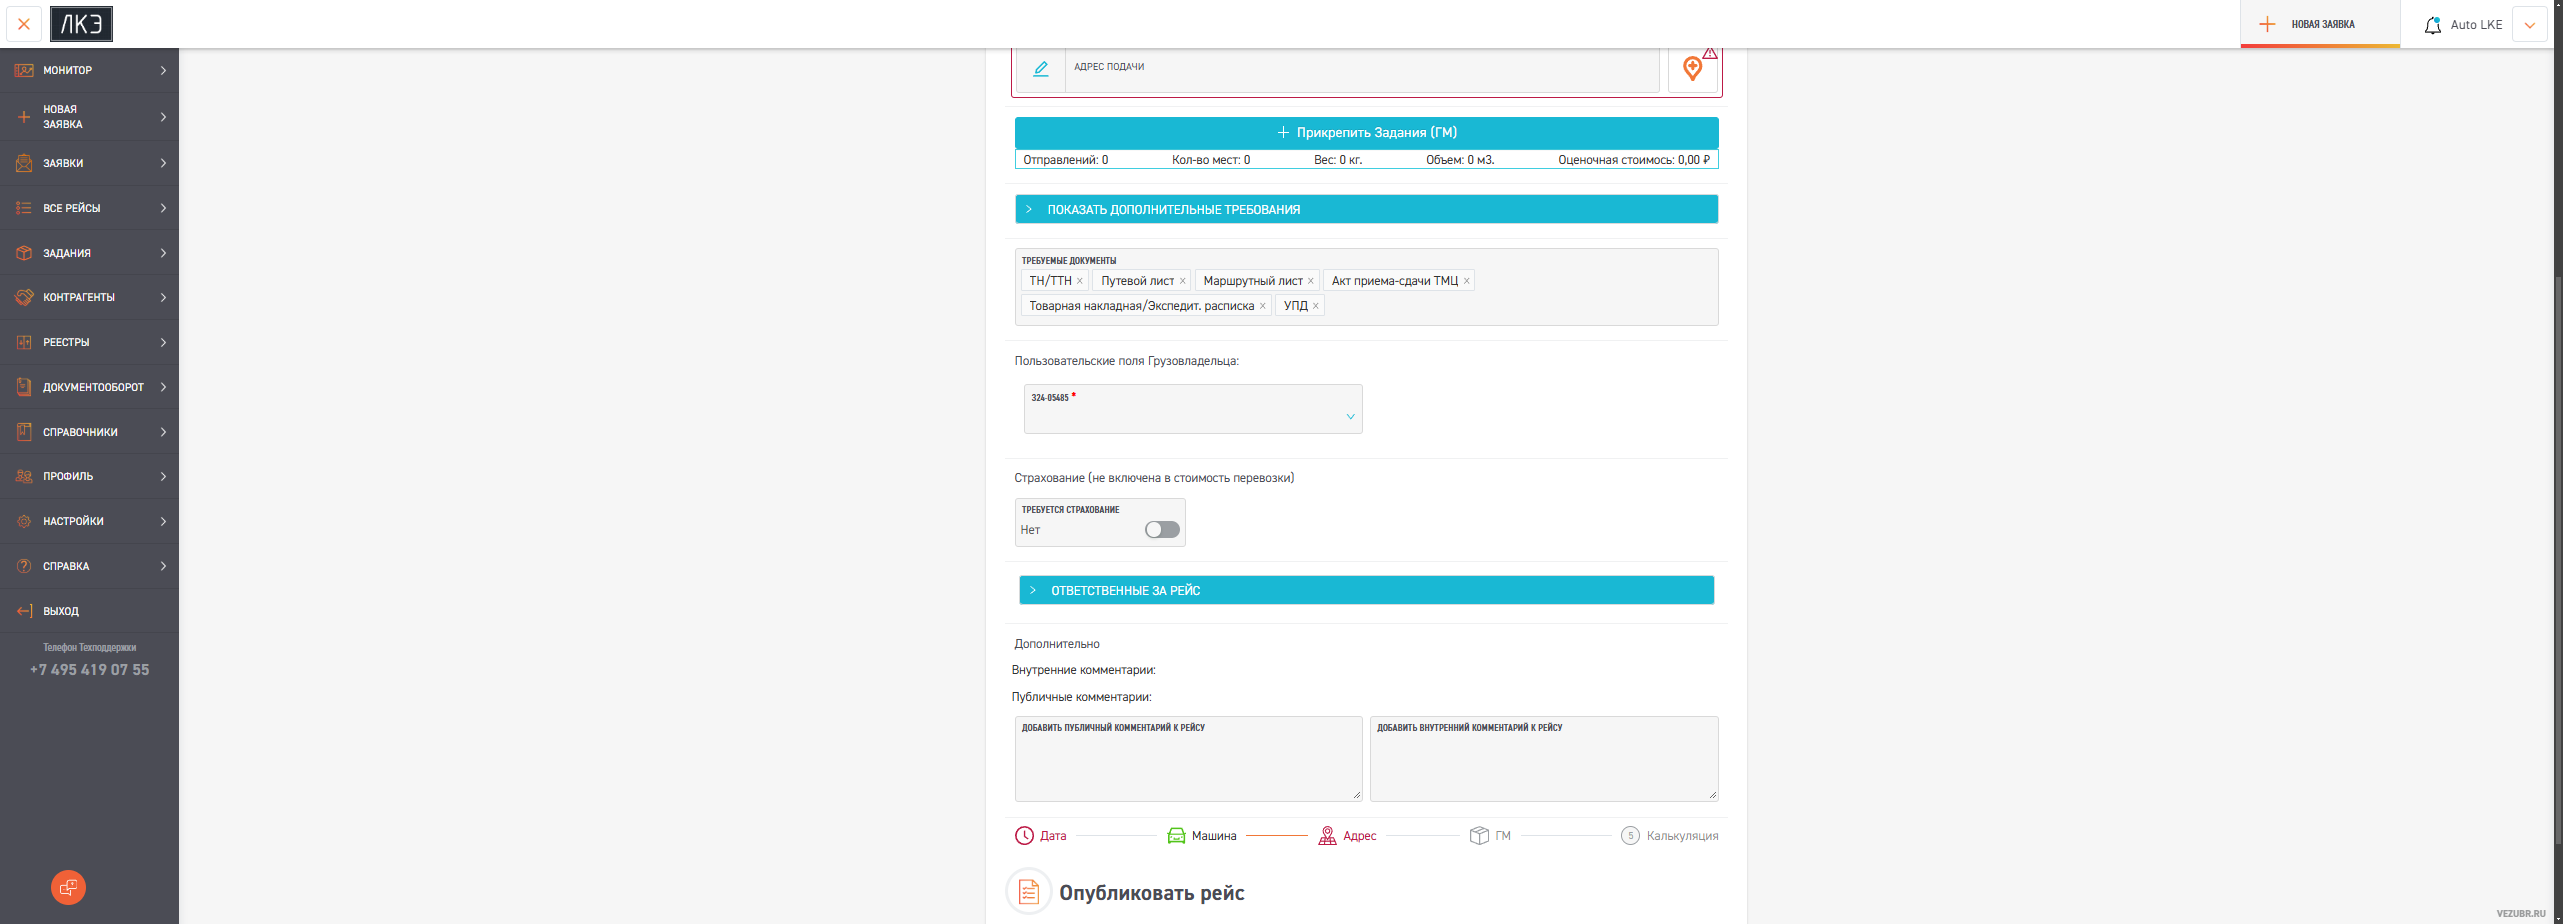 ЛКЭ
НОВАЯ ЗАЯВКА
Auto LKE
МОНИТОР
НОВАЯ
ЗАЯВКА
ЗАЯВКИ
ВСЕ РЕЙСЫ
ЗАДАНИЯ
КОНТРАГЕНТЫ
РЕЕСТРЫ
ДОКУМЕНТООБОРОТ
СПРАВОЧНИКИ
ПРОФИЛЬ
НАСТРОЙКИ
СПРАВКА
ВЫХОД
Телефон Техподдержки
+7 495 419 07 55
АДРЕС ПОДАЧИ
+ Прикрепить Задания (ГМ)
Отправлений: 0 Кол-во мест: 0 Вес: 0 кг. Объем: 0 м3. Оценочная стоимось: 0,00 ₽
ПОКАЗАТЬ ДОПОЛНИТЕЛЬНЫЕ ТРЕБОВАНИЯ
ТРЕБУЕМЫЕ ДОКУМЕНТЫ
ТН/ТТН × Путевой лист × Маршрутный лист × Акт приема-сдачи ТМЦ ×
Товарная накладная/Экспедит. расписка × УПД ×
Пользовательские поля Грузовладельца:
324-05485 *
Страхование (не включена в стоимость перевозки)
ТРЕБУЕТСЯ СТРАХОВАНИЕ
Нет
ОТВЕТСТВЕННЫЕ ЗА РЕЙС
Дополнительно
Внутренние комментарии:
Публичные комментарии:
ДОБАВИТЬ ПУБЛИЧНЫЙ КОММЕНТАРИЙ К РЕЙСУ
ДОБАВИТЬ ВНУТРЕННИЙ КОММЕНТАРИЙ К РЕЙСУ
Дата Машина Адрес ГМ 5 Калькуляция
Опубликовать рейс
VEZUBR.RU